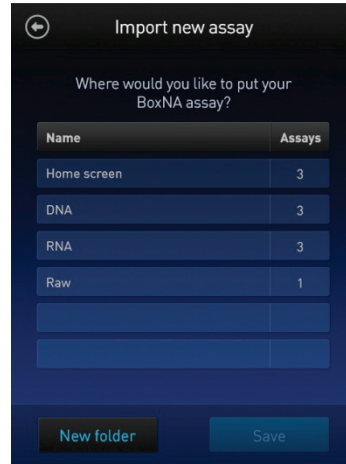 Import new assay
Where would you like to put your
BoxNA assay?
Name Assays
Home screen 3
DNA 3
RNA 3
Raw 1
New folder Save